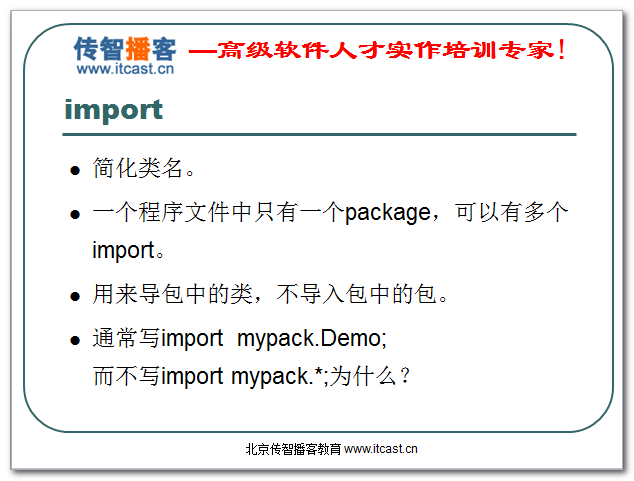 传智播客
www.itcast.cn
—高级软件人才实作培训专家!
import
简化类名。
一个程序文件中只有一个package，可以有多个
import。
用来导包中的类，不导入包中的包。
通常写import mypack.Demo;
而不写import mypack.*;为什么？
北京传智播客教育 www.itcast.cn